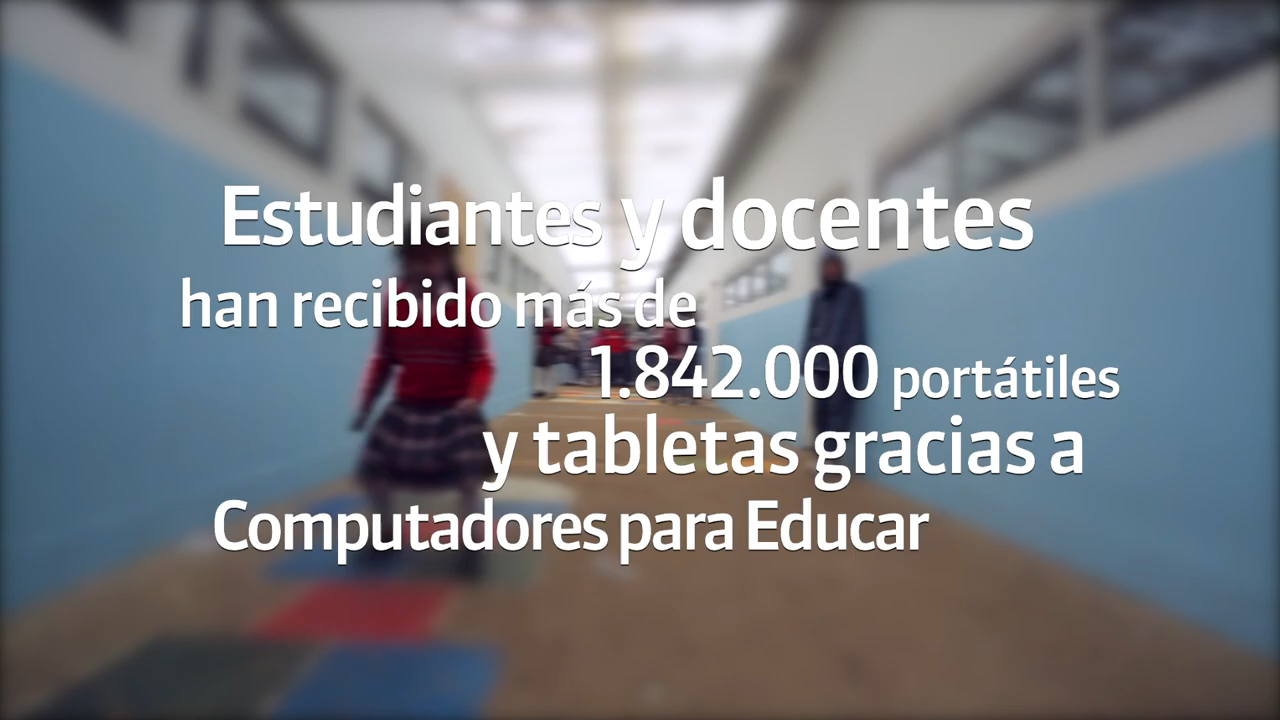 Estudiantes y docentes
han recibido más de
1.842.000 portátiles
y tabletas gracias a
Computadores para Educar